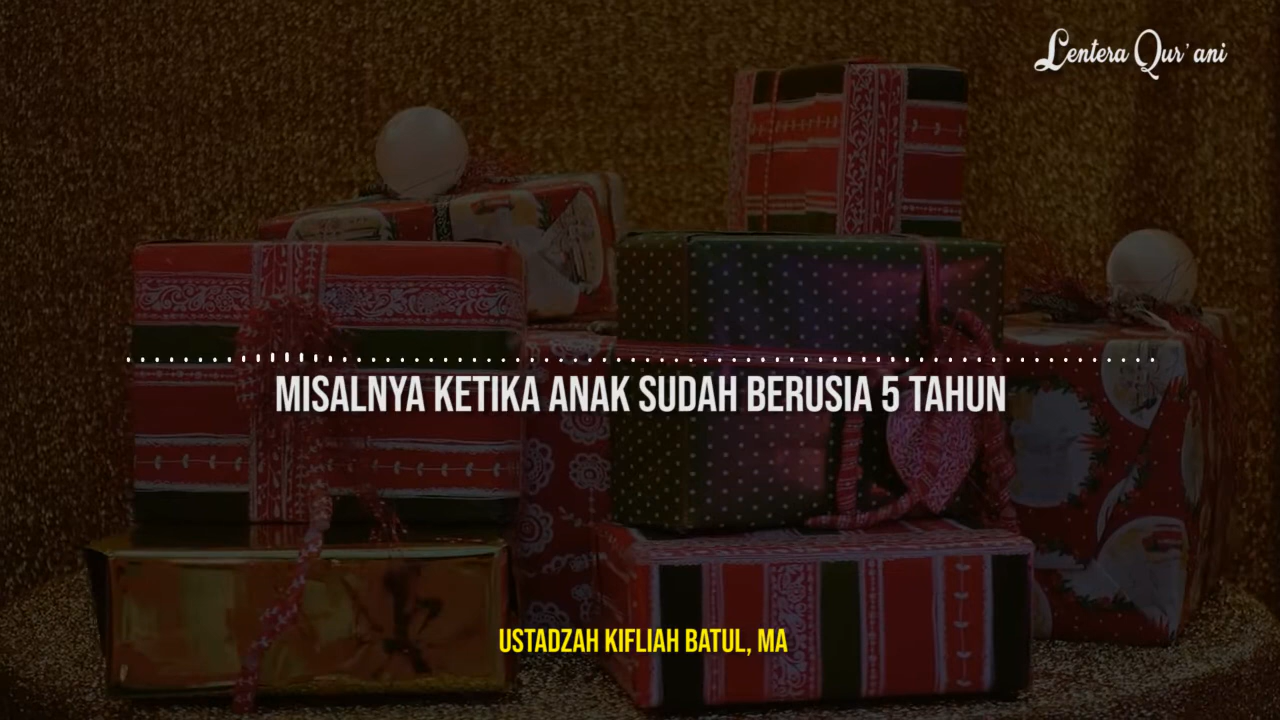 Lentera Qur'ani
MISALNYA KETIKA ANAK SUDAH BERUSIA 5 TAHUN
USTADZAH KIFLIAH BATUL, MA